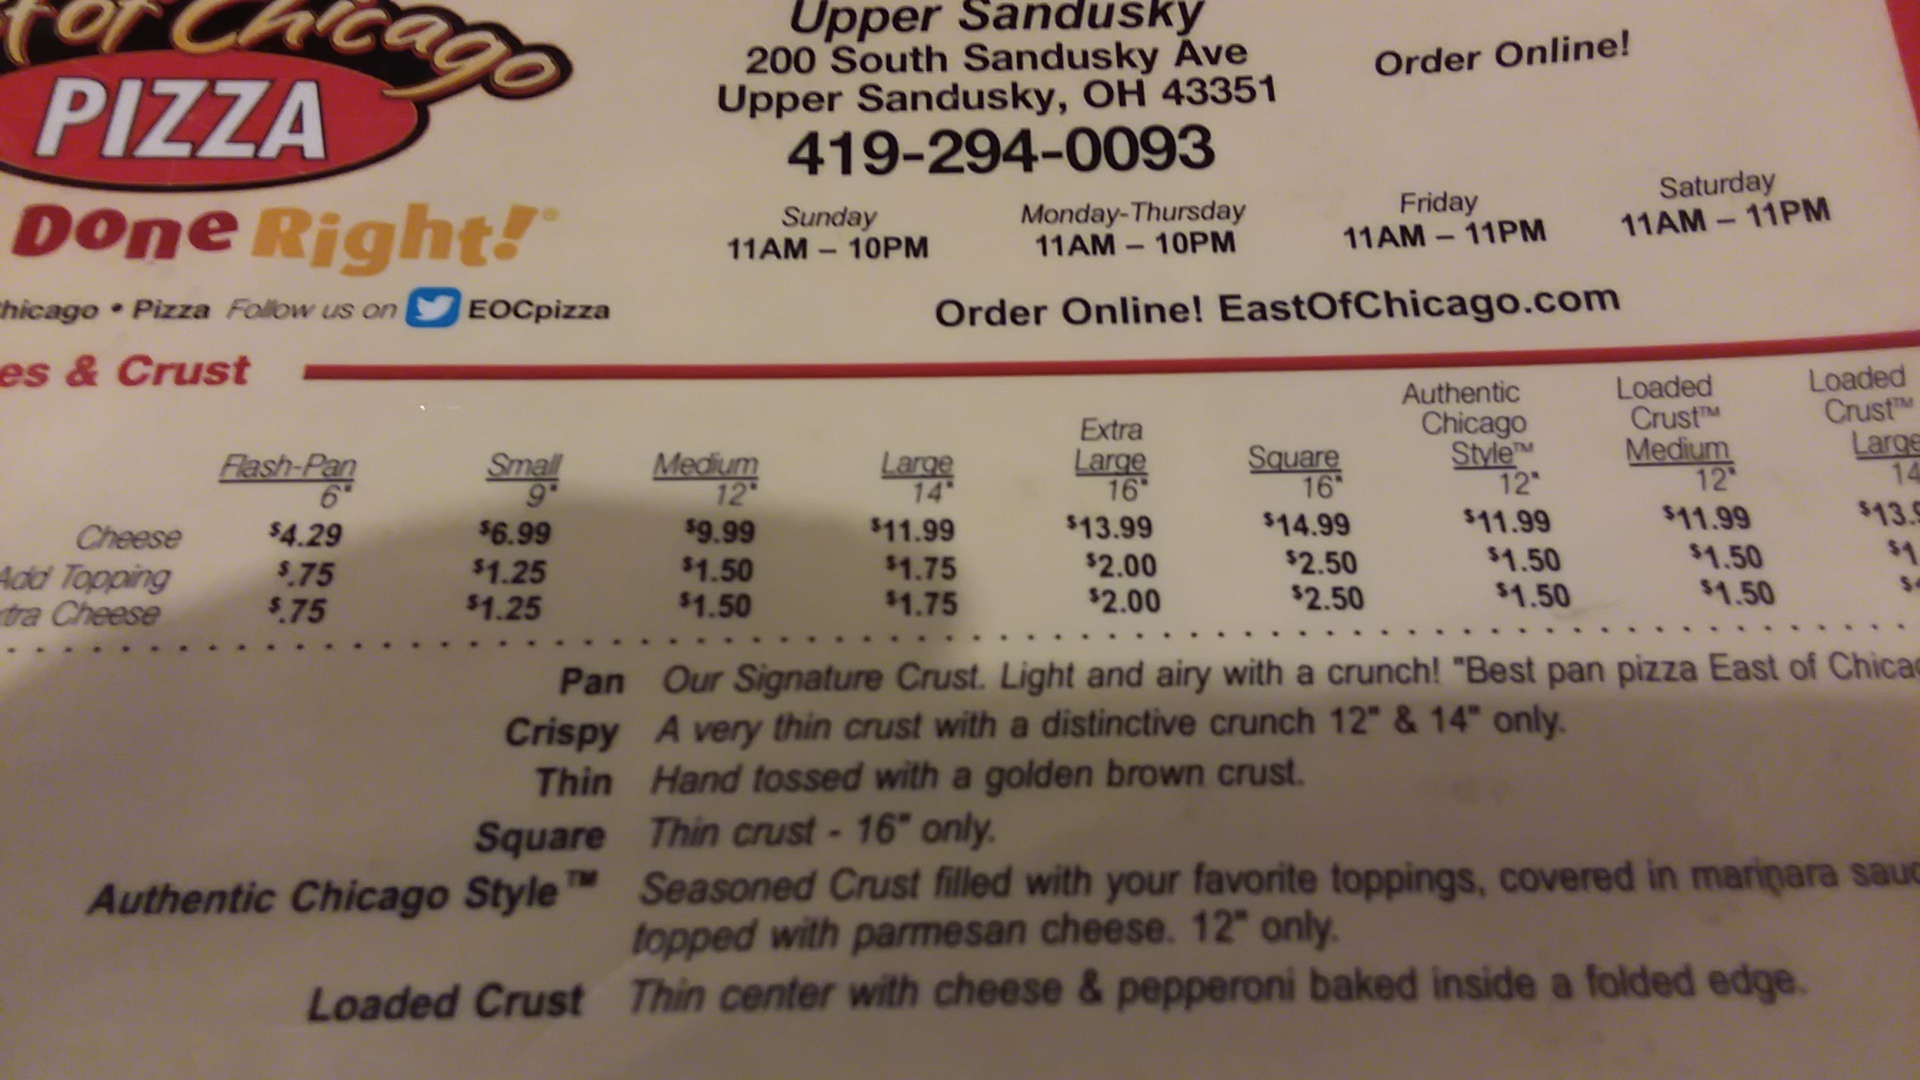 of Chicago
PIZZA
Done Right!
Upper Sandusky
200 South Sandusky Ave
Upper Sandusky, OH 43351
419-294-0093
Order Online!
Sunday Monday-Thursday Friday Saturday
11AM – 10PM 11AM – 10PM 11AM – 11PM 11AM – 11PM
hicago • Pizza Follow us on EOCpizza
Order Online! EastOfChicago.com
es & Crust
Flash-Pan 6" Small 9" Medium 12" Large 14" Extra Large 16" Square 16" Authentic Chicago Style™ 12" Loaded Crust™ Medium 12" Loaded Crust™ Large 14
Cheese $4.29 $6.99 $9.99 $11.99 $13.99 $14.99 $11.99 $11.99 $13.9
Add Topping $.75 $1.25 $1.50 $1.75 $2.00 $2.50 $1.50 $1.50 $1
tra Cheese $.75 $1.25 $1.50 $1.75 $2.00 $2.50 $1.50 $1.50 $
Pan Our Signature Crust. Light and airy with a crunch! "Best pan pizza East of Chicag
Crispy A very thin crust with a distinctive crunch 12" & 14" only.
Thin Hand tossed with a golden brown crust.
Square Thin crust - 16" only.
Authentic Chicago Style™ Seasoned Crust filled with your favorite toppings, covered in marinara sauc
topped with parmesan cheese. 12" only.
Loaded Crust Thin center with cheese & pepperoni baked inside a folded edge.